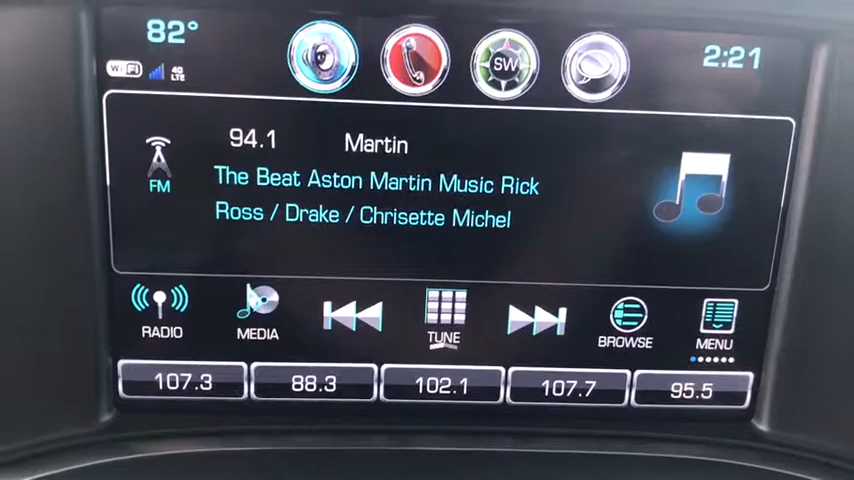 82° 2:21
WiFi 4G LTE SW
94.1 Martin
The Beat Aston Martin Music Rick
FM
Ross / Drake / Chrisette Michel
RADIO MEDIA TUNE BROWSE MENU
107.3 88.3 102.1 107.7 95.5